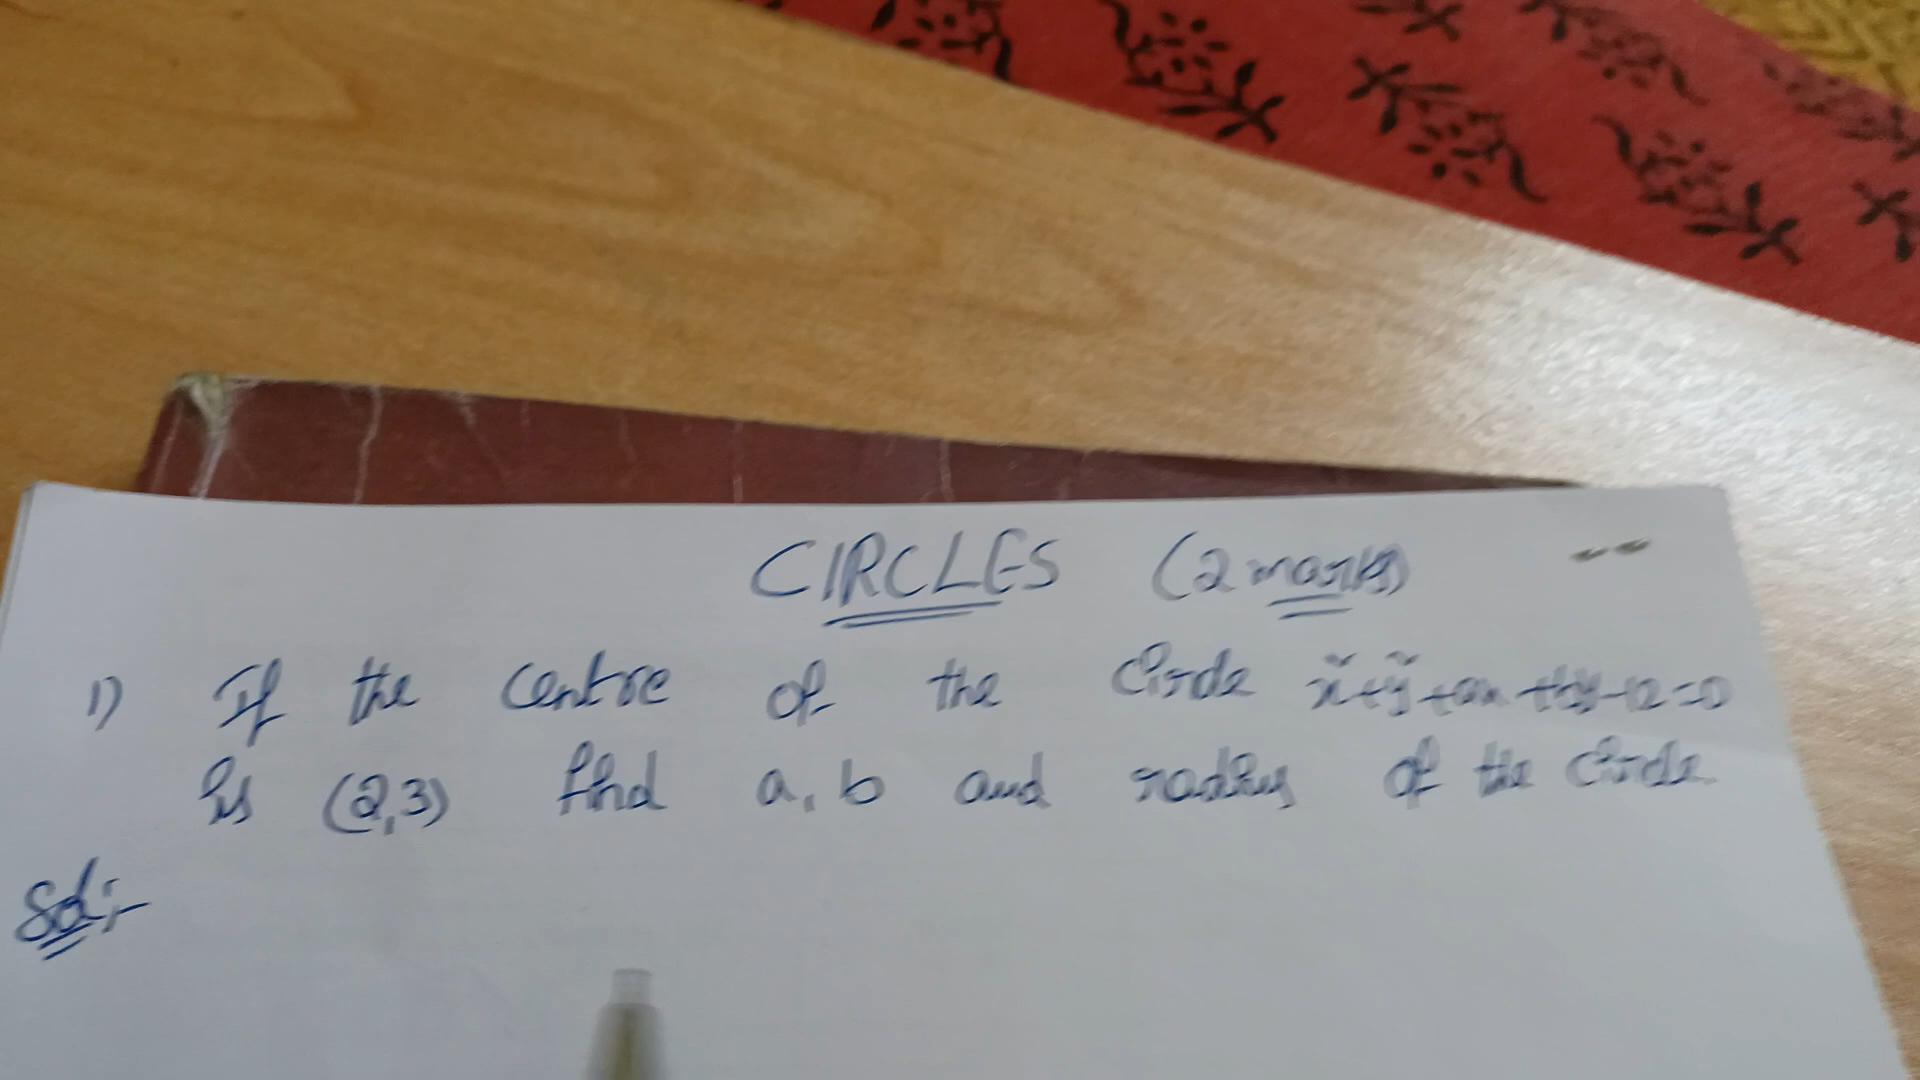 CIRCLES (2 marks)
1) If the centre of the Circle x²+y²+ax+by-12=0
is (2,3) find a, b and radius of the Circle.
Sol:-